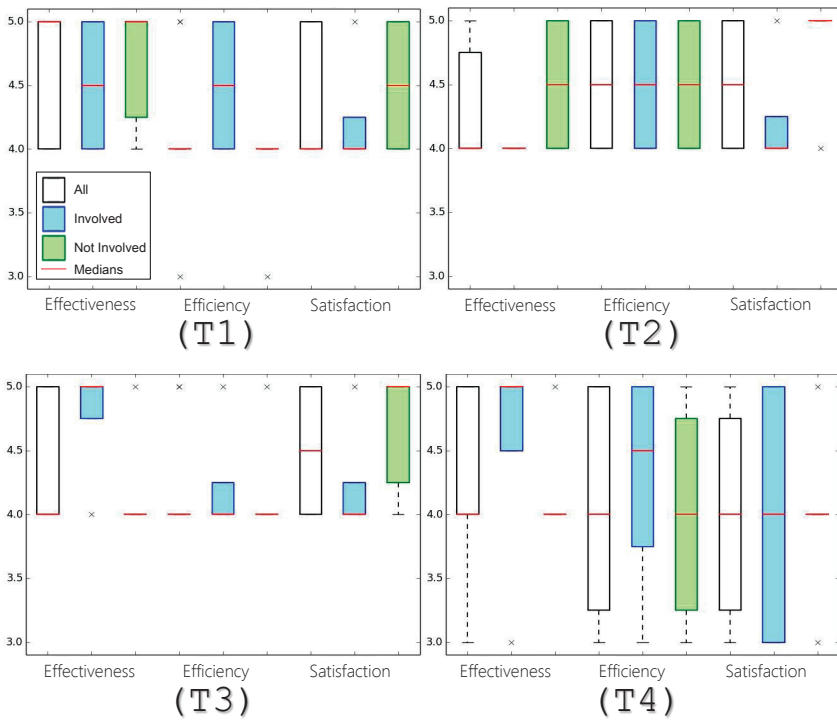 5.0
4.5
4.0
3.5
3.0
All
Involved
Not Involved
Medians
Effectiveness Efficiency Satisfaction
(T1)
5.0
4.5
4.0
3.5
3.0
Effectiveness Efficiency Satisfaction
(T2)
5.0
4.5
4.0
3.5
3.0
Effectiveness Efficiency Satisfaction
(T3)
5.0
4.5
4.0
3.5
3.0
Effectiveness Efficiency Satisfaction
(T4)